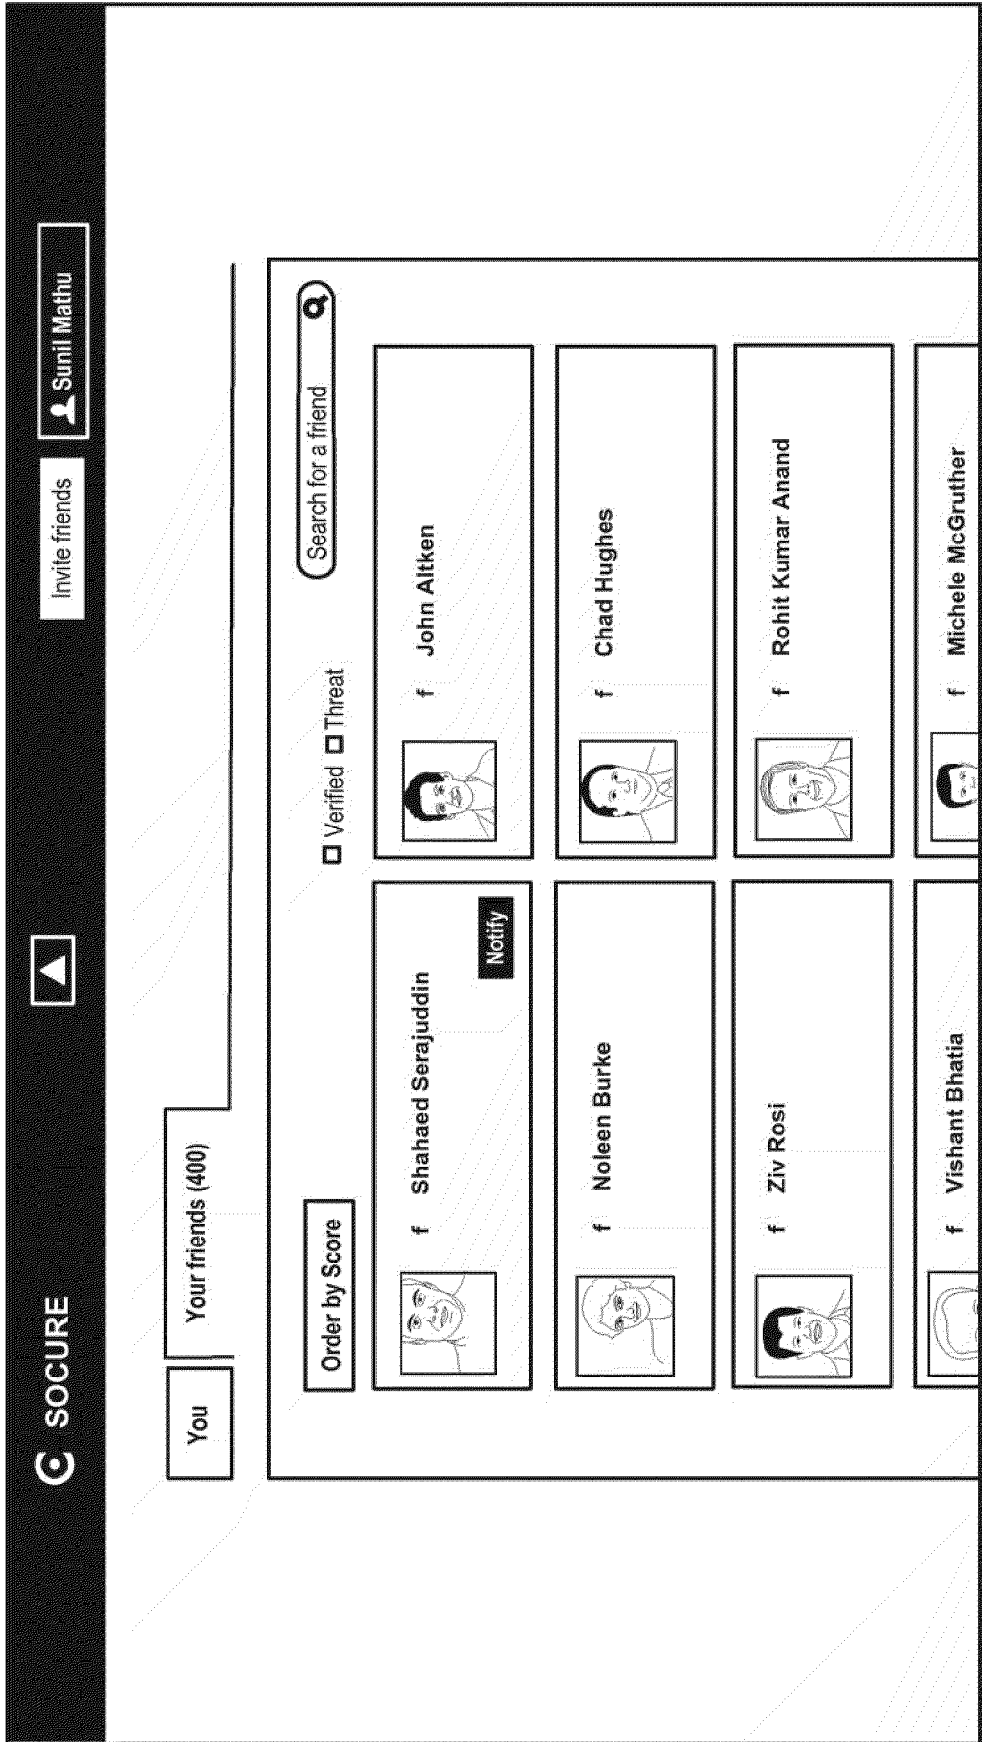 SOCURE
Invite friends
Sunil Mathu
You
Your friends (400)
Order by Score
Verified
Threat
Search for a friend
f Shahaed Serajuddin
Notify
f John Altken
f Noleen Burke
f Chad Hughes
f Ziv Rosi
f Rohit Kumar Anand
f Vishant Bhatia
f Michele McGruther